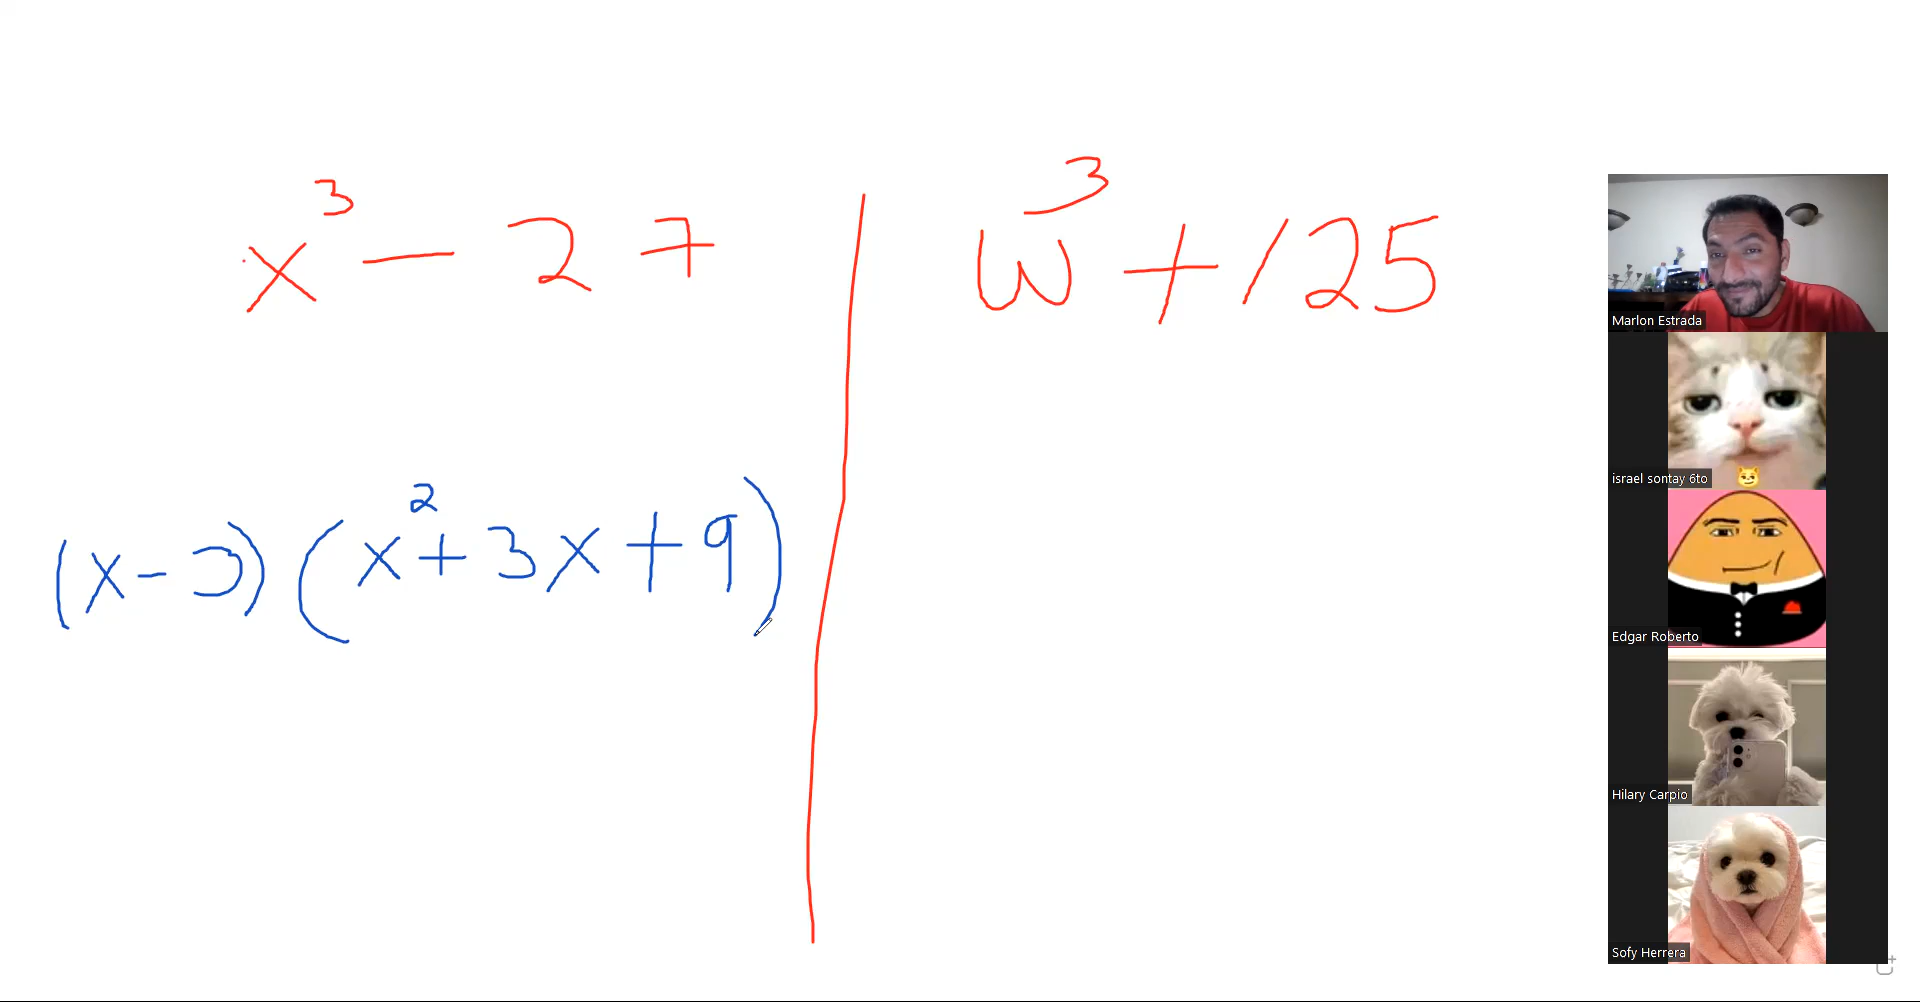 x³ - 27
w³ + 125
(x - 3)(x² + 3x + 9)
Marlon Estrada
israel sontay 6to
Edgar Roberto
Hilary Carpio
Sofy Herrera